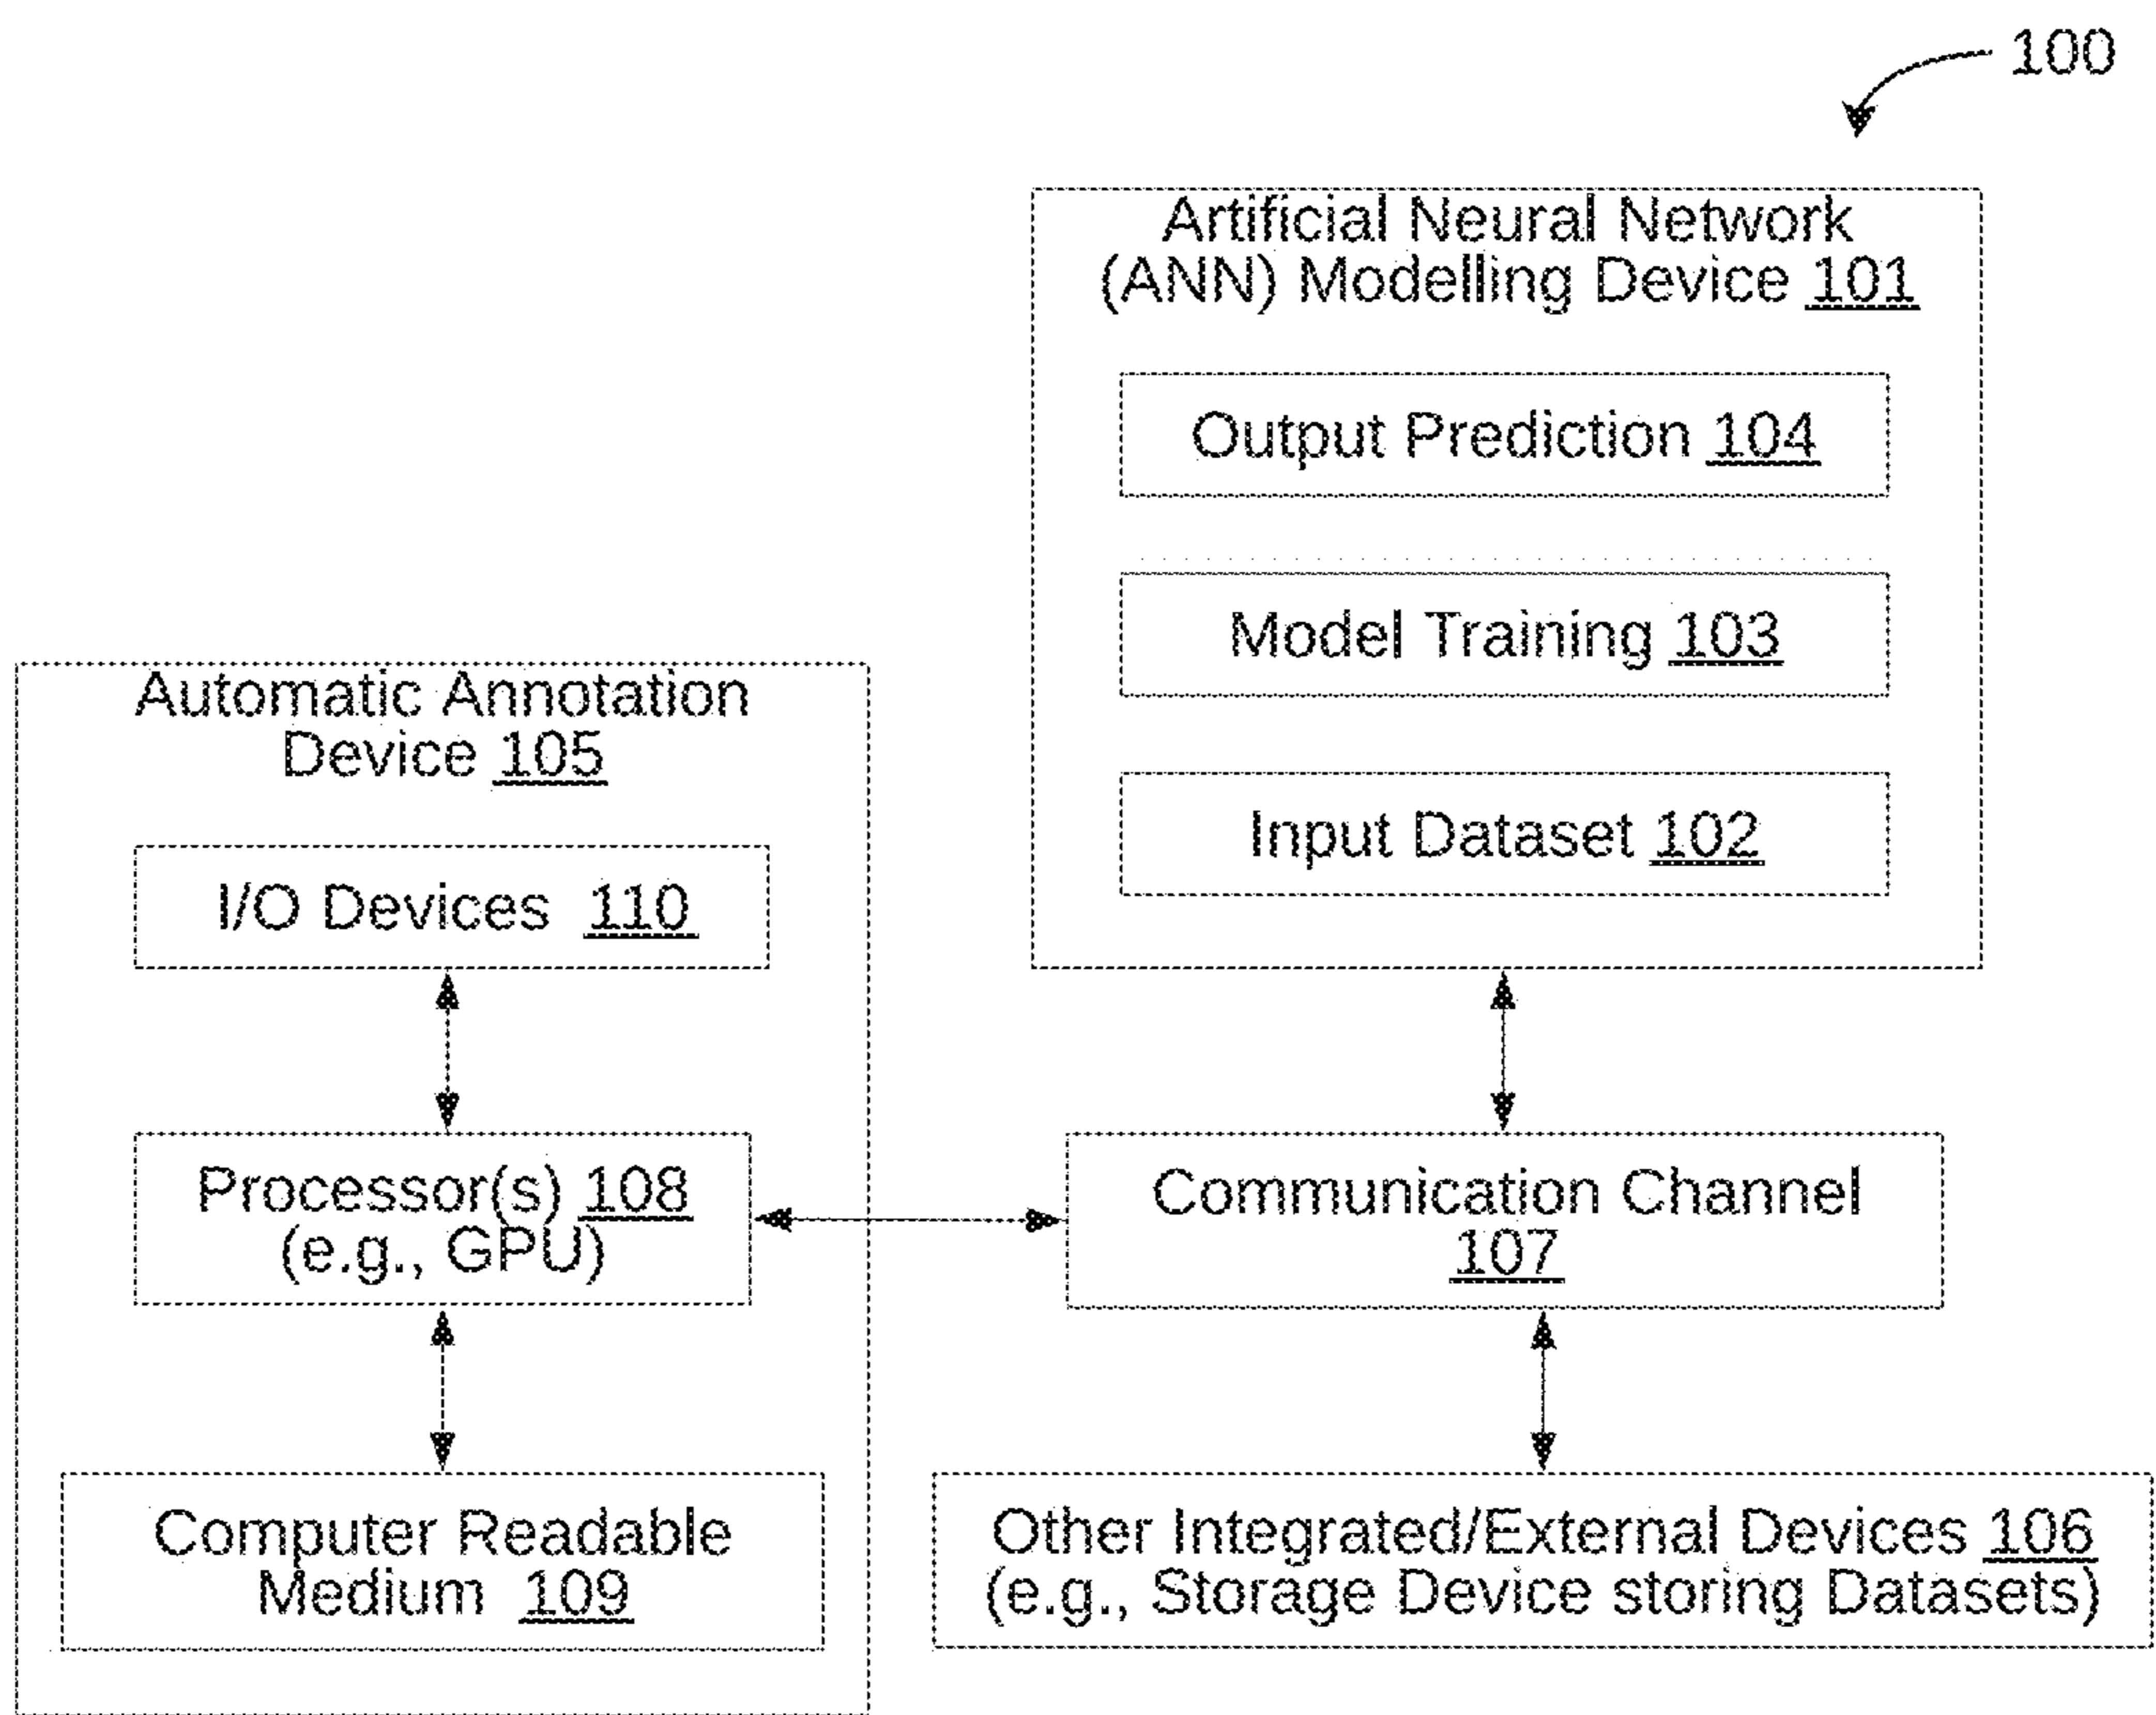 100
Artificial Neural Network
(ANN) Modelling Device 101
Output Prediction 104
Model Training 103
Input Dataset 102
Automatic Annotation
Device 105
I/O Devices 110
Processor(s) 108
(e.g., GPU)
Communication Channel
107
Computer Readable
Medium 109
Other Integrated/External Devices 106
(e.g., Storage Device storing Datasets)